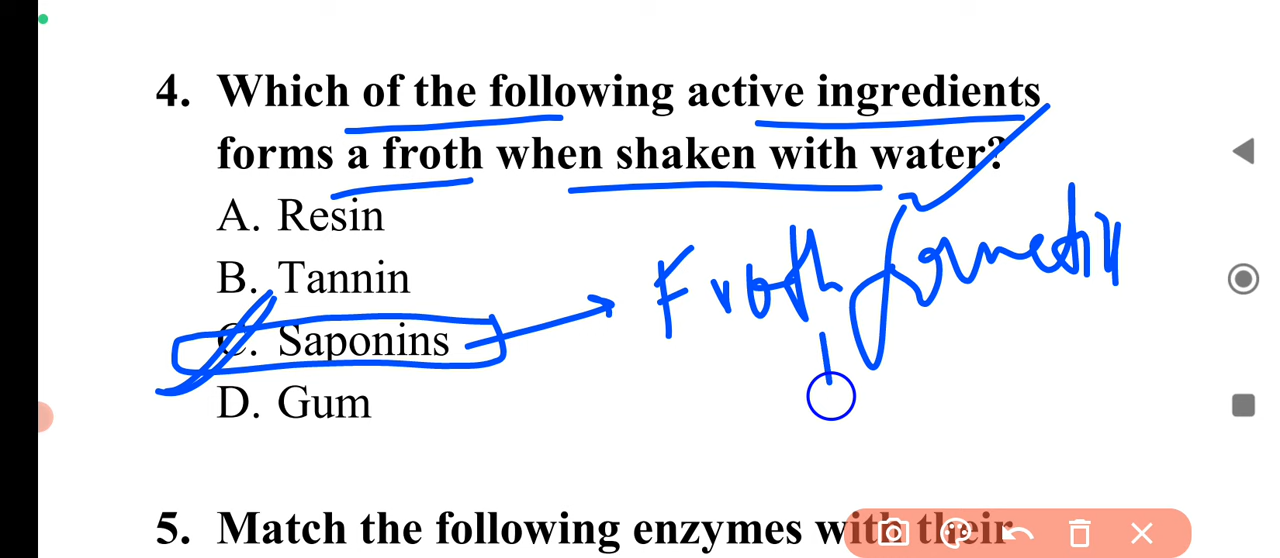 4. Which of the following active ingredients
forms a froth when shaken with water?
A. Resin
B. Tannin
C. Saponins
D. Gum
Froth formation
5. Match the following enzymes with their